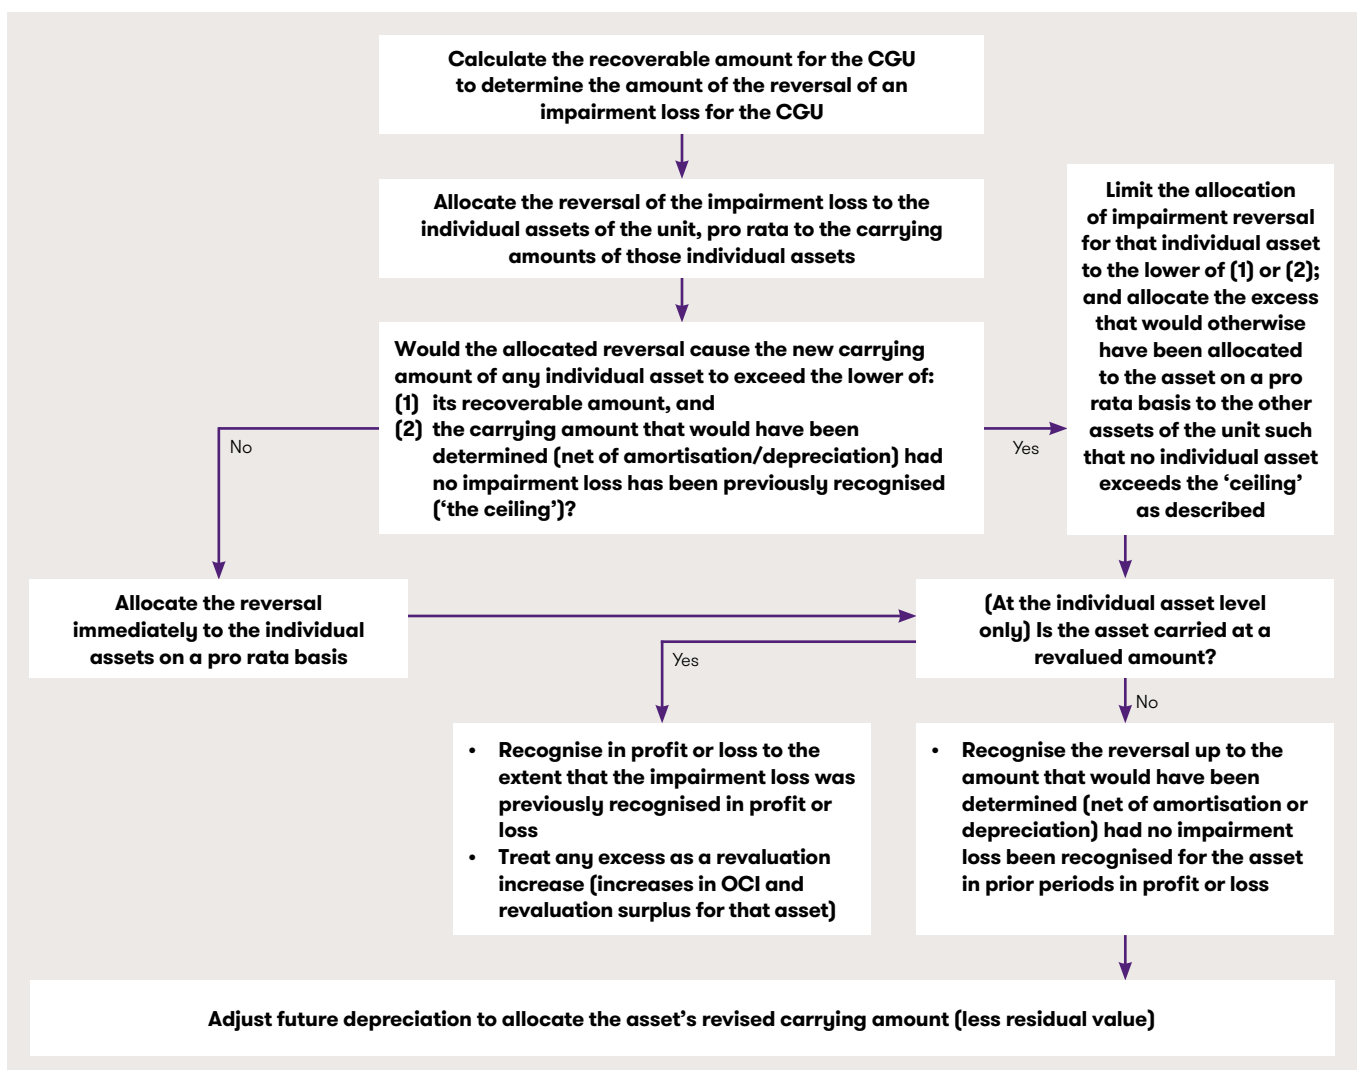 Calculate the recoverable amount for the CGU
to determine the amount of the reversal of an
impairment loss for the CGU
Allocate the reversal of the impairment loss to the
individual assets of the unit, pro rata to the carrying
amounts of those individual assets
Would the allocated reversal cause the new carrying
amount of any individual asset to exceed the lower of:
(1) its recoverable amount, and
(2) the carrying amount that would have been
determined (net of amortisation/depreciation) had
no impairment loss has been previously recognised
(‘the ceiling’)?
No
Yes
Limit the allocation
of impairment reversal
for that individual asset
to the lower of (1) or (2);
and allocate the excess
that would otherwise
have been allocated
to the asset on a pro
rata basis to the other
assets of the unit such
that no individual asset
exceeds the ‘ceiling’
as described
Allocate the reversal
immediately to the individual
assets on a pro rata basis
(At the individual asset level
only) Is the asset carried at a
revalued amount?
Yes
No
• Recognise in profit or loss to the
extent that the impairment loss was
previously recognised in profit or
loss
• Treat any excess as a revaluation
increase (increases in OCI and
revaluation surplus for that asset)
• Recognise the reversal up to the
amount that would have been
determined (net of amortisation or
depreciation) had no impairment
loss been recognised for the asset
in prior periods in profit or loss
Adjust future depreciation to allocate the asset’s revised carrying amount (less residual value)